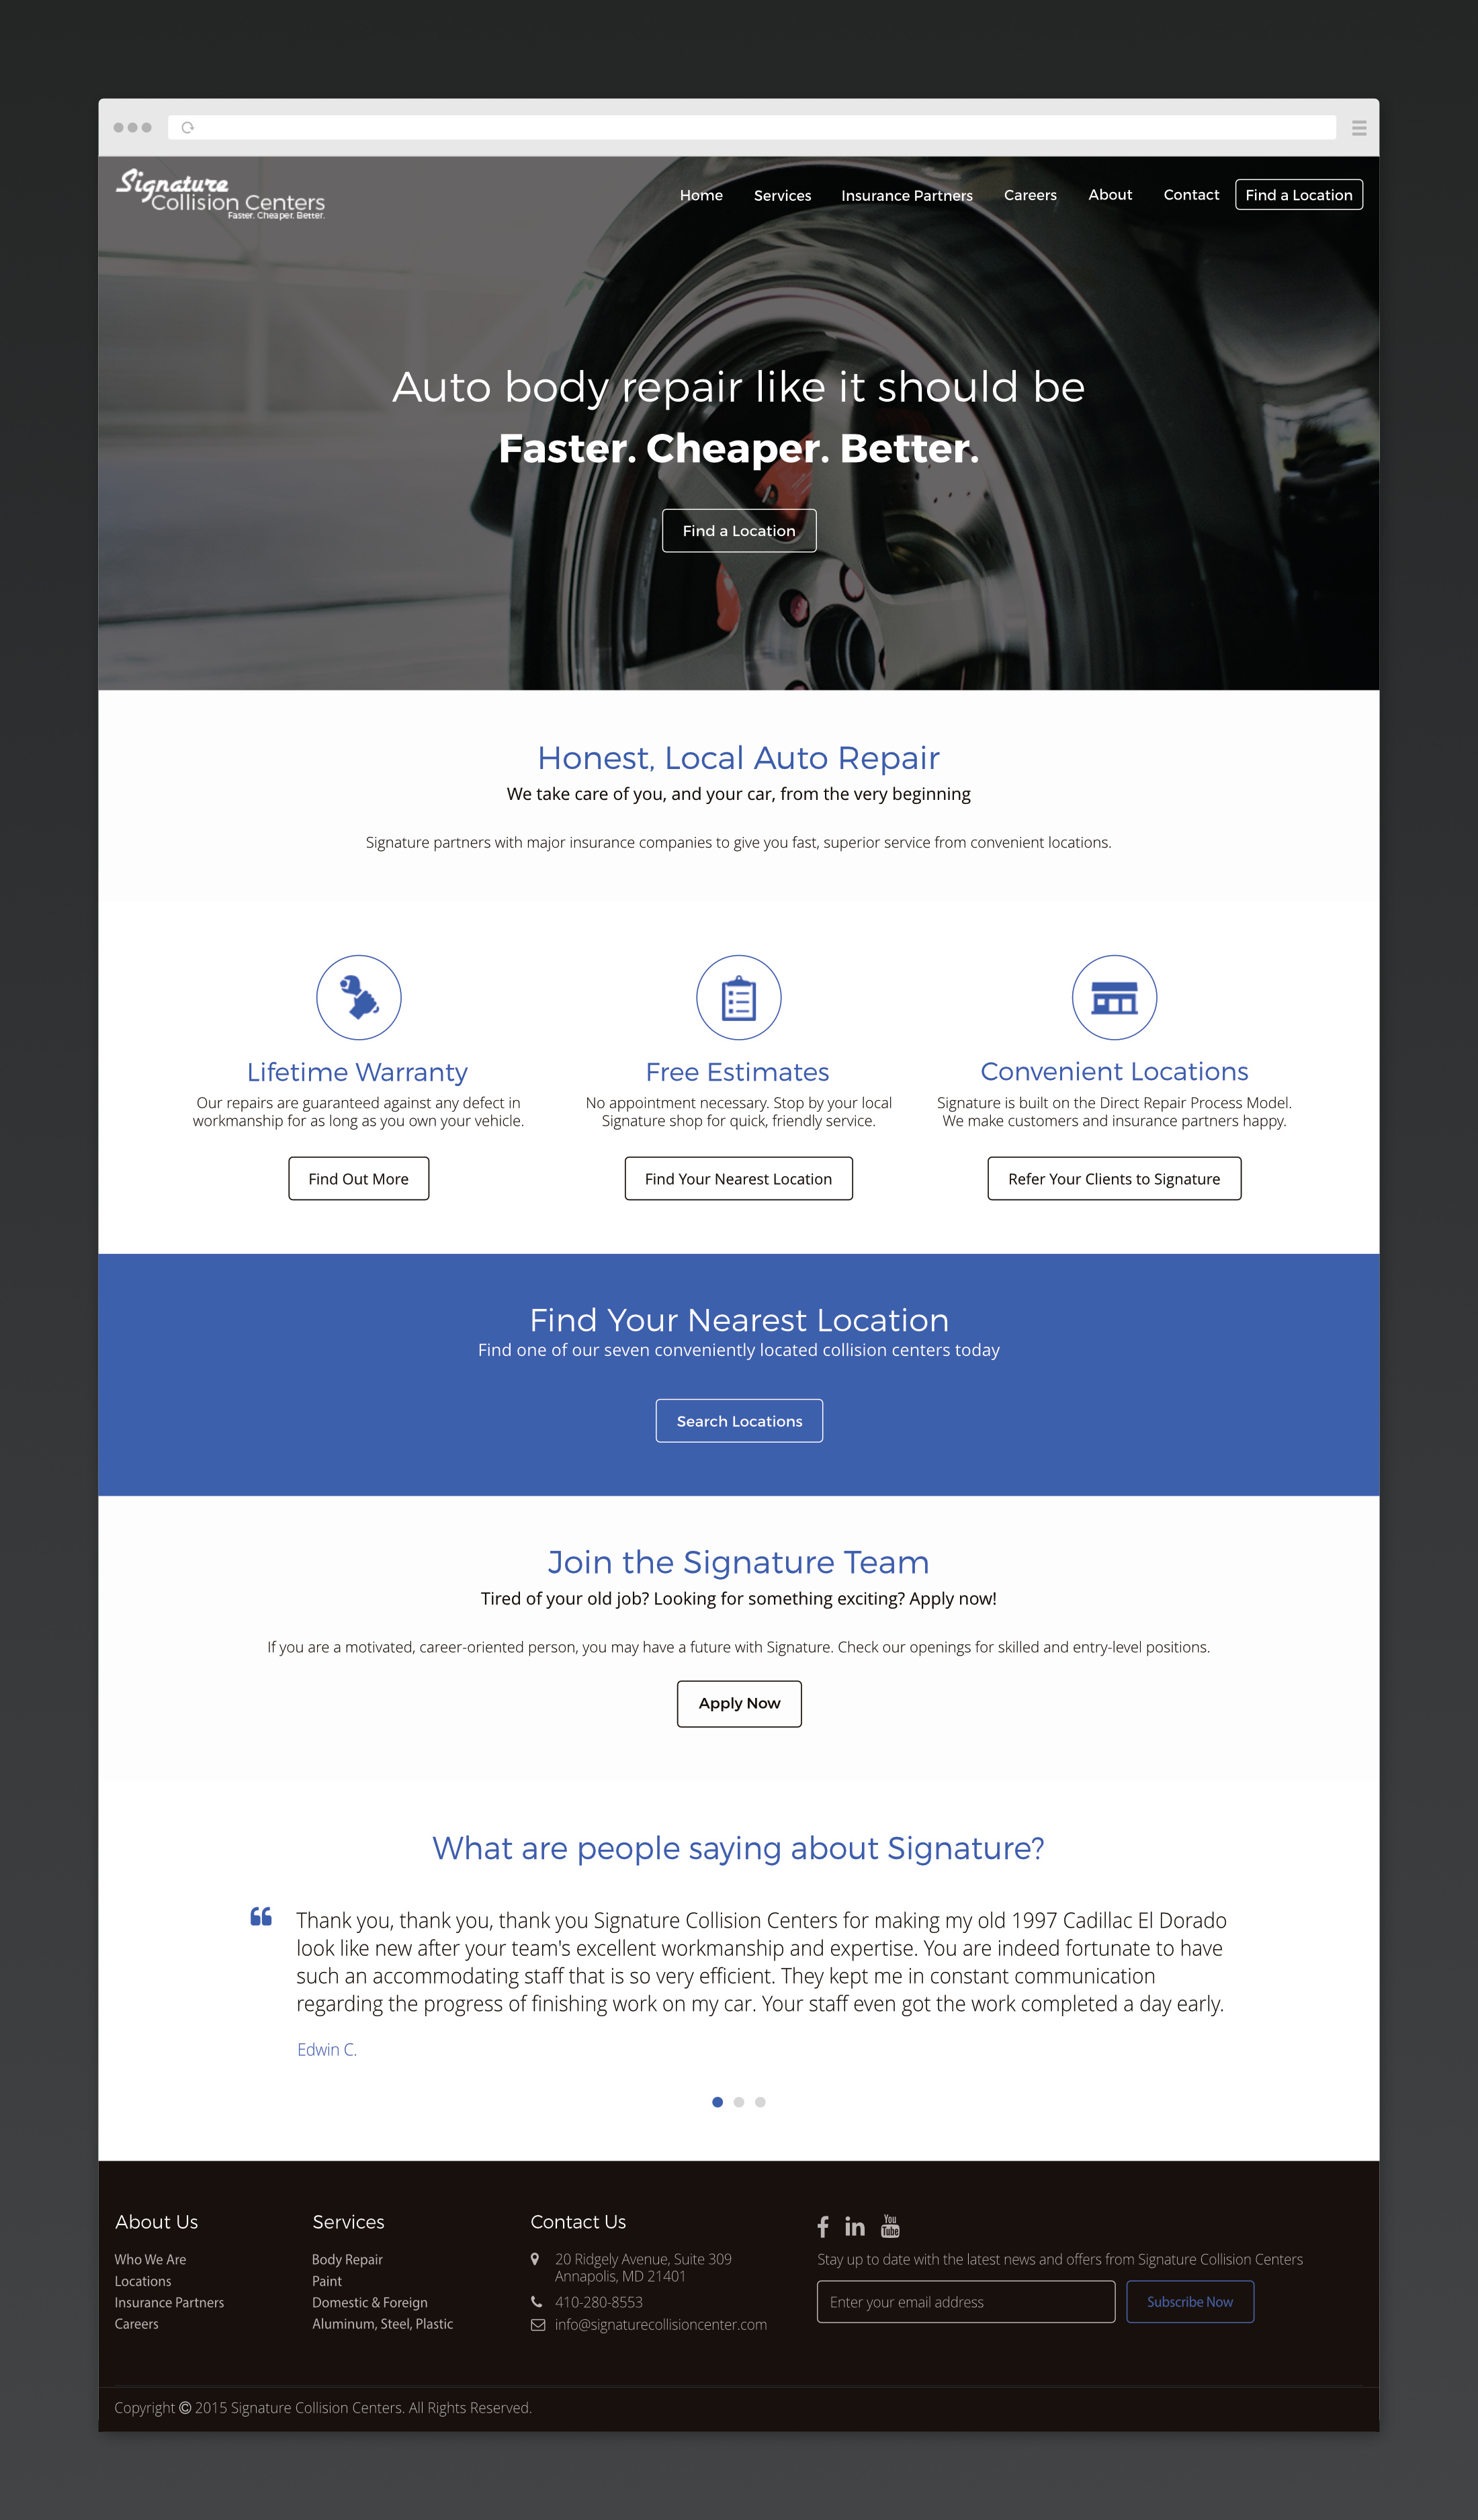 Signature
Collision Centers
Faster. Cheaper. Better.
Home Services Insurance Partners Careers About Contact Find a Location
Auto body repair like it should be
Faster. Cheaper. Better.
Find a Location
Honest, Local Auto Repair
We take care of you, and your car, from the very beginning
Signature partners with major insurance companies to give you fast, superior service from convenient locations.
Lifetime Warranty
Our repairs are guaranteed against any defect in
workmanship for as long as you own your vehicle.
Find Out More
Free Estimates
No appointment necessary. Stop by your local
Signature shop for quick, friendly service.
Find Your Nearest Location
Convenient Locations
Signature is built on the Direct Repair Process Model.
We make customers and insurance partners happy.
Refer Your Clients to Signature
Find Your Nearest Location
Find one of our seven conveniently located collision centers today
Search Locations
Join the Signature Team
Tired of your old job? Looking for something exciting? Apply now!
If you are a motivated, career-oriented person, you may have a future with Signature. Check our openings for skilled and entry-level positions.
Apply Now
What are people saying about Signature?
“ Thank you, thank you, thank you Signature Collision Centers for making my old 1997 Cadillac El Dorado
look like new after your team's excellent workmanship and expertise. You are indeed fortunate to have
such an accommodating staff that is so very efficient. They kept me in constant communication
regarding the progress of finishing work on my car. Your staff even got the work completed a day early.
Edwin C.
About Us
Who We Are
Locations
Insurance Partners
Careers
Services
Body Repair
Paint
Domestic & Foreign
Aluminum, Steel, Plastic
Contact Us
20 Ridgely Avenue, Suite 309
Annapolis, MD 21401
410-280-8553
info@signaturecollisioncenter.com
f in You Tube
Stay up to date with the latest news and offers from Signature Collision Centers
Enter your email address
Subscribe Now
Copyright © 2015 Signature Collision Centers. All Rights Reserved.